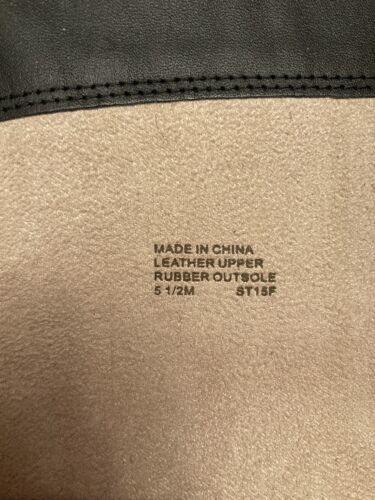 MADE IN CHINA
LEATHER UPPER
RUBBER OUTSOLE
5 1/2M ST15F